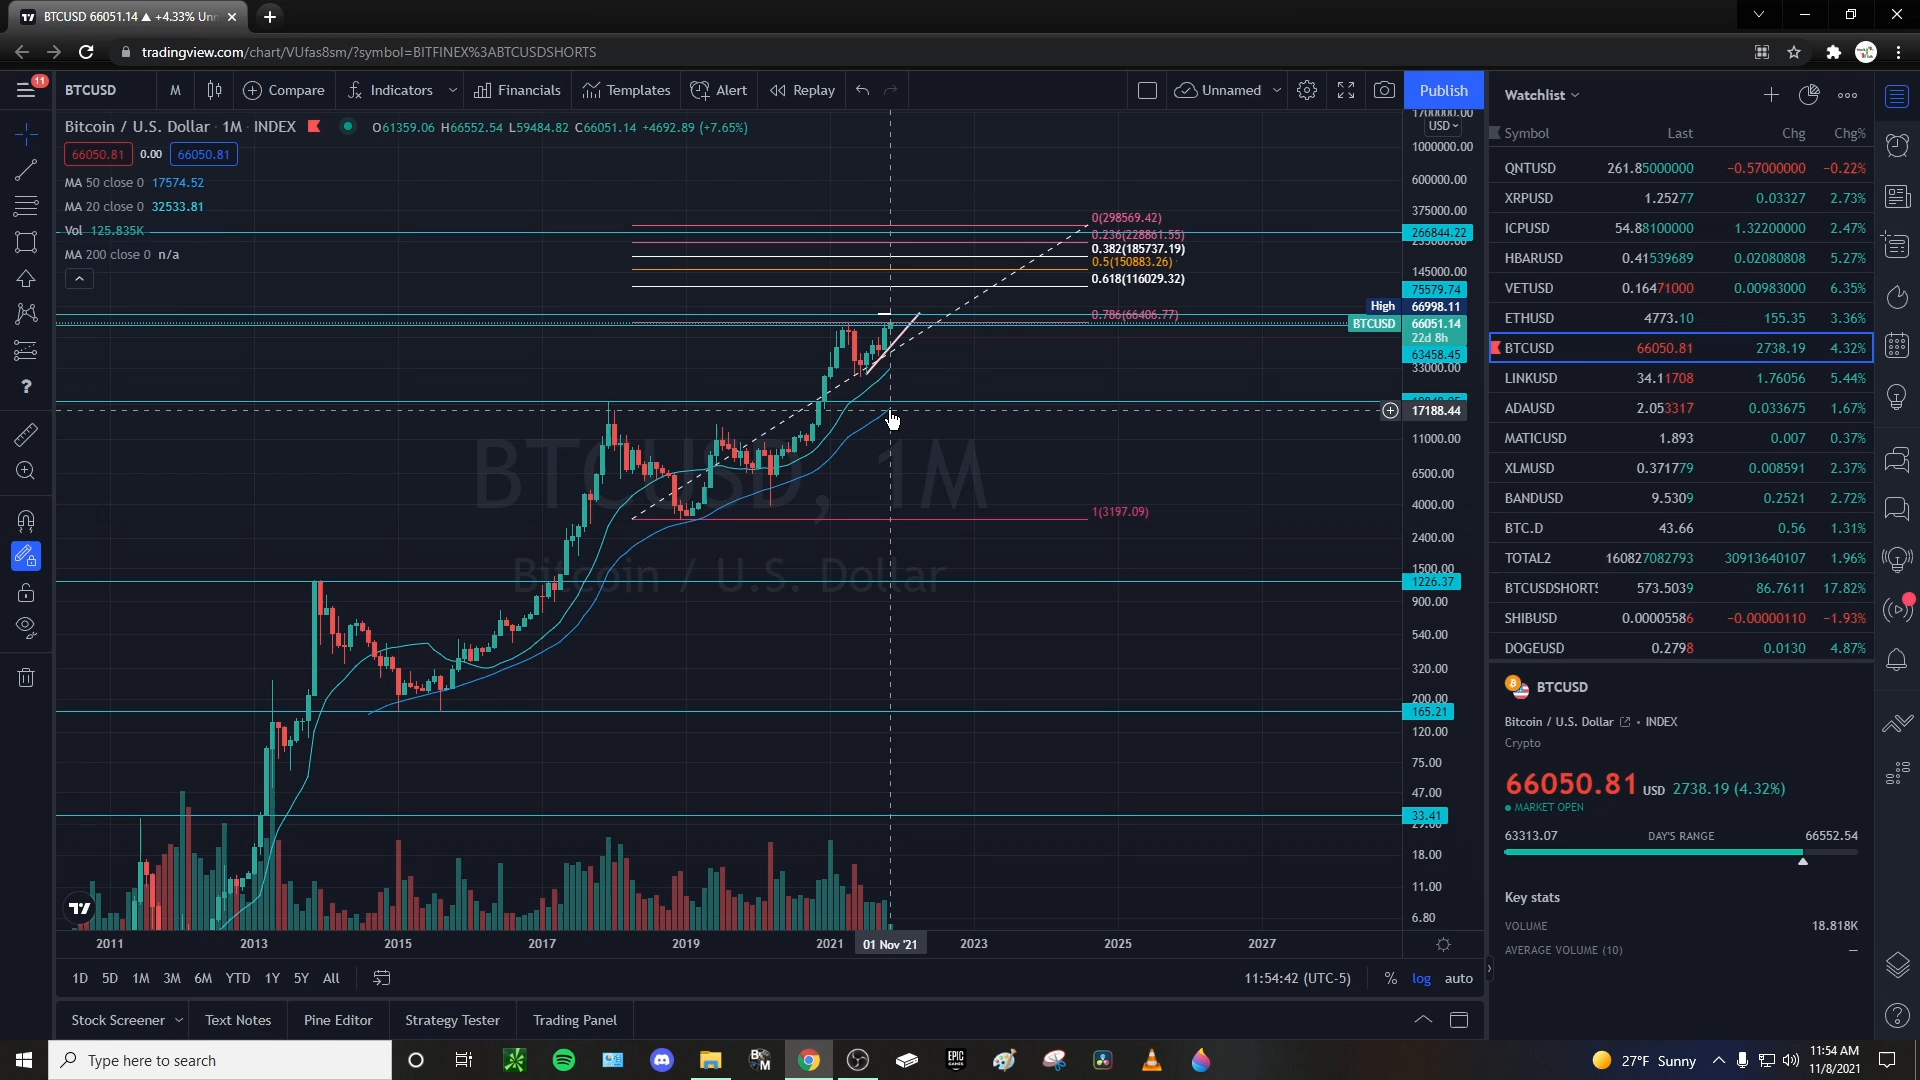 BTCUSD 66051.14 ▲ +4.33% Unn
tradingview.com/chart/VUfas8sm/?symbol=BITFINEX%3ABTCUSDSHORTS
11
BTCUSD M Compare Indicators Financials Templates Alert Replay Unnamed Publish
Bitcoin / U.S. Dollar · 1M · INDEX O61359.06 H66552.54 L59484.82 C66051.14 +4692.89 (+7.65%)
66050.81 0.00 66050.81
MA 50 close 0 17574.52
MA 20 close 0 32533.81
Vol 125.835K
MA 200 close 0 n/a
BTCUSD, 1M
Bitcoin / U.S. Dollar
0(298569.42)
0.236(228861.55)
0.382(185737.19)
0.5(150883.26)
0.618(116029.32)
0.786(66406.77)
1(3197.09)
USD
1000000.00
600000.00
375000.00
266844.22
145000.00
75579.74
High 66998.11
BTCUSD 66051.14
22d 8h
63458.45
33000.00
17188.44
11000.00
6500.00
4000.00
2400.00
1500.00
1226.37
900.00
540.00
320.00
200.00
165.21
120.00
75.00
47.00
33.41
18.00
11.00
6.80
2011 2013 2015 2017 2019 2021 01 Nov '21 2023 2025 2027
1D 5D 1M 3M 6M YTD 1Y 5Y All 11:54:42 (UTC-5) % log auto
Stock Screener Text Notes Pine Editor Strategy Tester Trading Panel
Watchlist
Symbol Last Chg Chg%
QNTUSD 261.85000000 −0.57000000 −0.22%
XRPUSD 1.25277 0.03327 2.73%
ICPUSD 54.88100000 1.32200000 2.47%
HBARUSD 0.41539689 0.02080808 5.27%
VETUSD 0.16471000 0.00983000 6.35%
ETHUSD 4773.10 155.35 3.36%
BTCUSD 66050.81 2738.19 4.32%
LINKUSD 34.11708 1.76056 5.44%
ADAUSD 2.053317 0.033675 1.67%
MATICUSD 1.893 0.007 0.37%
XLMUSD 0.371779 0.008591 2.37%
BANDUSD 9.5309 0.2521 2.72%
BTC.D 43.66 0.56 1.31%
TOTAL2 160827082793 30913640107 1.96%
BTCUSDSHORTS 573.5039 86.7611 17.82%
SHIBUSD 0.00005586 −0.00000110 −1.93%
DOGEUSD 0.2798 0.0130 4.87%
BTCUSD
Bitcoin / U.S. Dollar • INDEX
Crypto
66050.81 USD 2738.19 (4.32%)
MARKET OPEN
63313.07 DAY'S RANGE 66552.54
Key stats
VOLUME 18.818K
AVERAGE VOLUME (10) —
Type here to search
EPIC GAMES
27°F Sunny
11:54 AM
11/8/2021